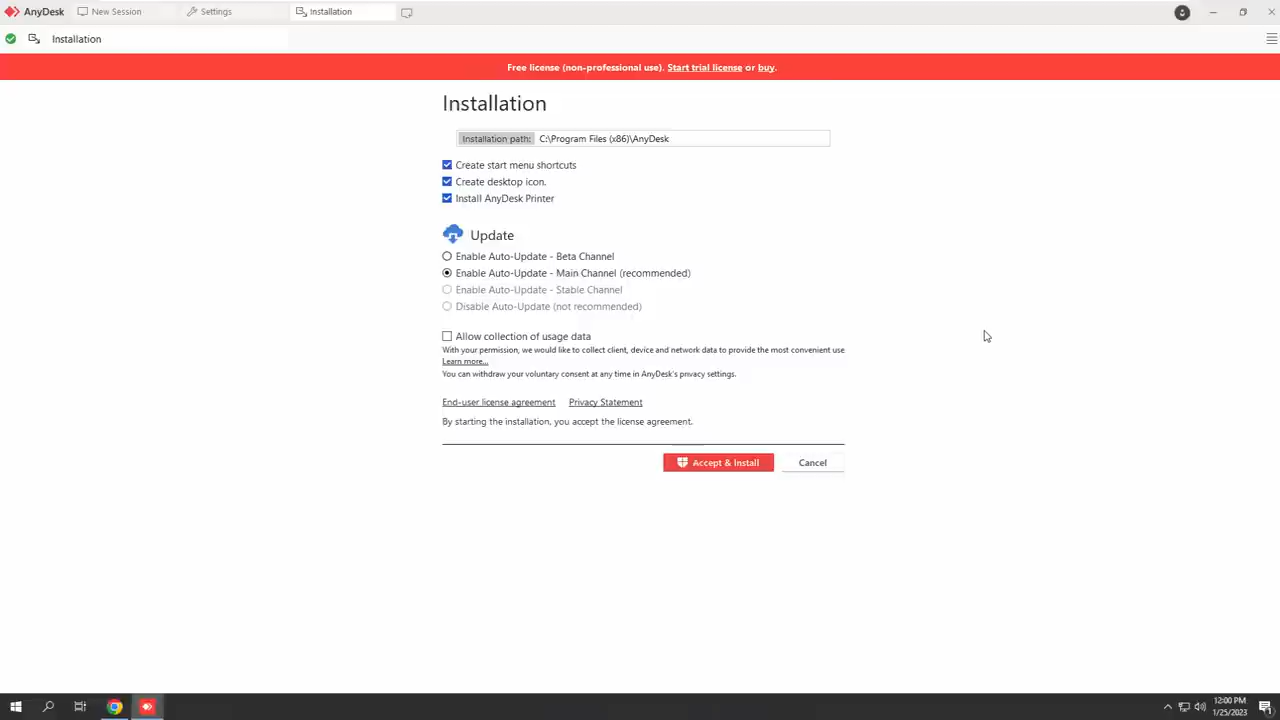 AnyDesk
New Session
Settings
Installation
Installation
Free license (non-professional use). Start trial license or buy.
Installation
Installation path: C:\Program Files (x86)\AnyDesk
Create start menu shortcuts
Create desktop icon.
Install AnyDesk Printer
Update
Enable Auto-Update - Beta Channel
Enable Auto-Update - Main Channel (recommended)
Enable Auto-Update - Stable Channel
Disable Auto-Update (not recommended)
Allow collection of usage data
With your permission, we would like to collect client, device and network data to provide the most convenient use
Learn more...
You can withdraw your voluntary consent at any time in AnyDesk's privacy settings.
End-user license agreement Privacy Statement
By starting the installation, you accept the license agreement.
Accept & Install
Cancel
12:00 PM
1/25/2023